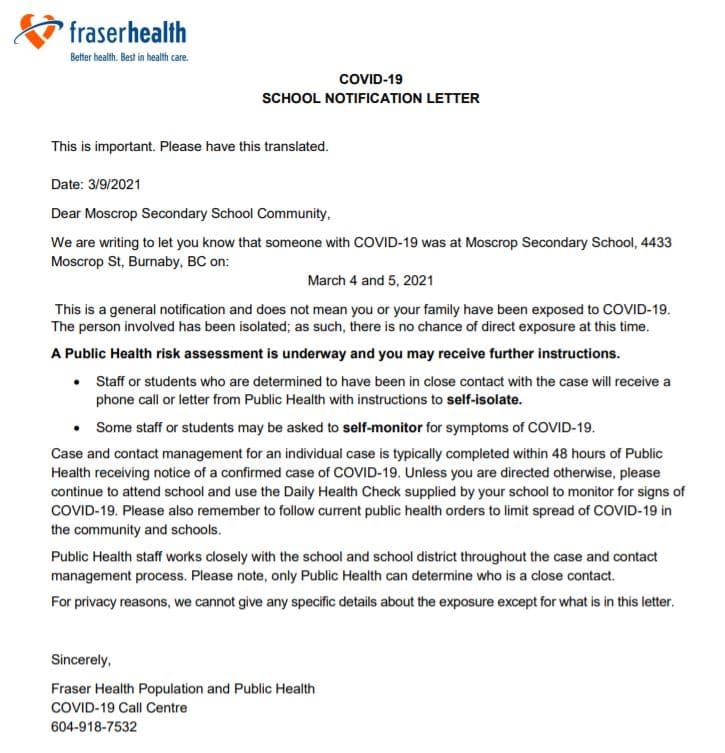 fraserhealth
Better health. Best in health care.
COVID-19
SCHOOL NOTIFICATION LETTER
This is important. Please have this translated.
Date: 3/9/2021
Dear Moscrop Secondary School Community,
We are writing to let you know that someone with COVID-19 was at Moscrop Secondary School, 4433
Moscrop St, Burnaby, BC on:
March 4 and 5, 2021
This is a general notification and does not mean you or your family have been exposed to COVID-19.
The person involved has been isolated; as such, there is no chance of direct exposure at this time.
A Public Health risk assessment is underway and you may receive further instructions.
• Staff or students who are determined to have been in close contact with the case will receive a
phone call or letter from Public Health with instructions to self-isolate.
• Some staff or students may be asked to self-monitor for symptoms of COVID-19.
Case and contact management for an individual case is typically completed within 48 hours of Public
Health receiving notice of a confirmed case of COVID-19. Unless you are directed otherwise, please
continue to attend school and use the Daily Health Check supplied by your school to monitor for signs of
COVID-19. Please also remember to follow current public health orders to limit spread of COVID-19 in
the community and schools.
Public Health staff works closely with the school and school district throughout the case and contact
management process. Please note, only Public Health can determine who is a close contact.
For privacy reasons, we cannot give any specific details about the exposure except for what is in this letter.
Sincerely,
Fraser Health Population and Public Health
COVID-19 Call Centre
604-918-7532